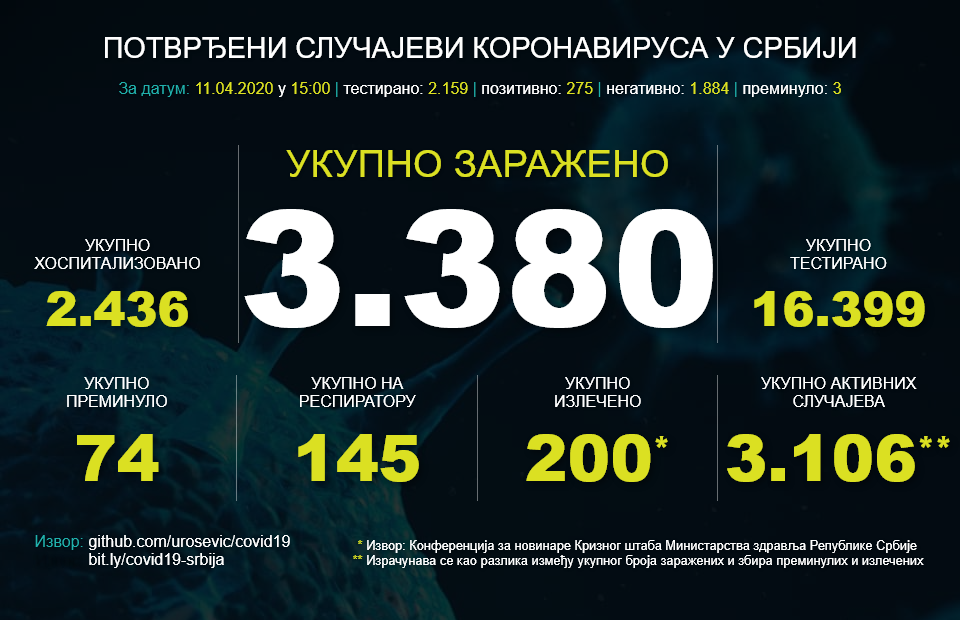 ПОТВРЂЕНИ СЛУЧАЈЕВИ КОРОНАВИРУСА У СРБИЈИ
За датум: 11.04.2020 у 15:00 | тестирано: 2.159 | позитивно: 275 | негативно: 1.884 | преминуло: 3
УКУПНО ЗАРАЖЕНО
3.380
УКУПНО
ХОСПИТАЛИЗОВАНО
2.436
УКУПНО
ТЕСТИРАНО
16.399
УКУПНО
ПРЕМИНУЛО
74
УКУПНО НА
РЕСПИРАТОРУ
145
УКУПНО
ИЗЛЕЧЕНО
200*
УКУПНО АКТИВНИХ
СЛУЧАЈЕВА
3.106**
Извор: github.com/urosevic/covid19
bit.ly/covid19-srbija
* Извор: Конференција за новинаре Кризног штаба Министарства здравља Републике Србије
** Израчунава се као разлика између укупног броја заражених и збира преминулих и излечених